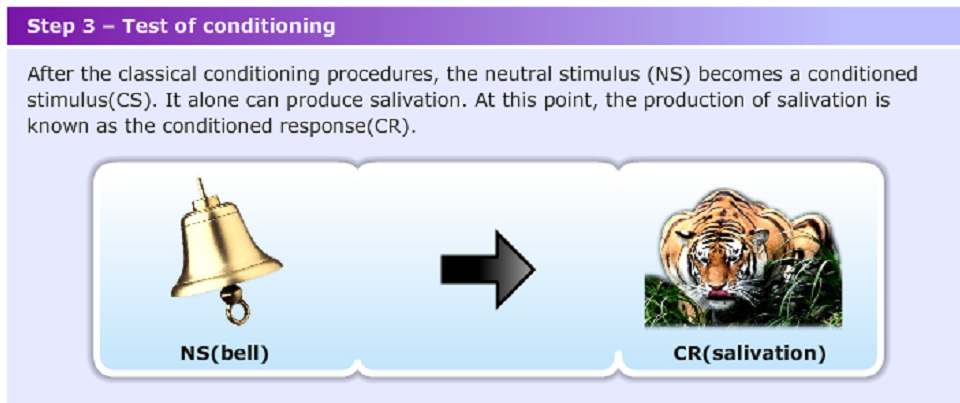 Step 3 – Test of conditioning
After the classical conditioning procedures, the neutral stimulus (NS) becomes a conditioned
stimulus(CS). It alone can produce salivation. At this point, the production of salivation is
known as the conditioned response(CR).
NS(bell)
CR(salivation)